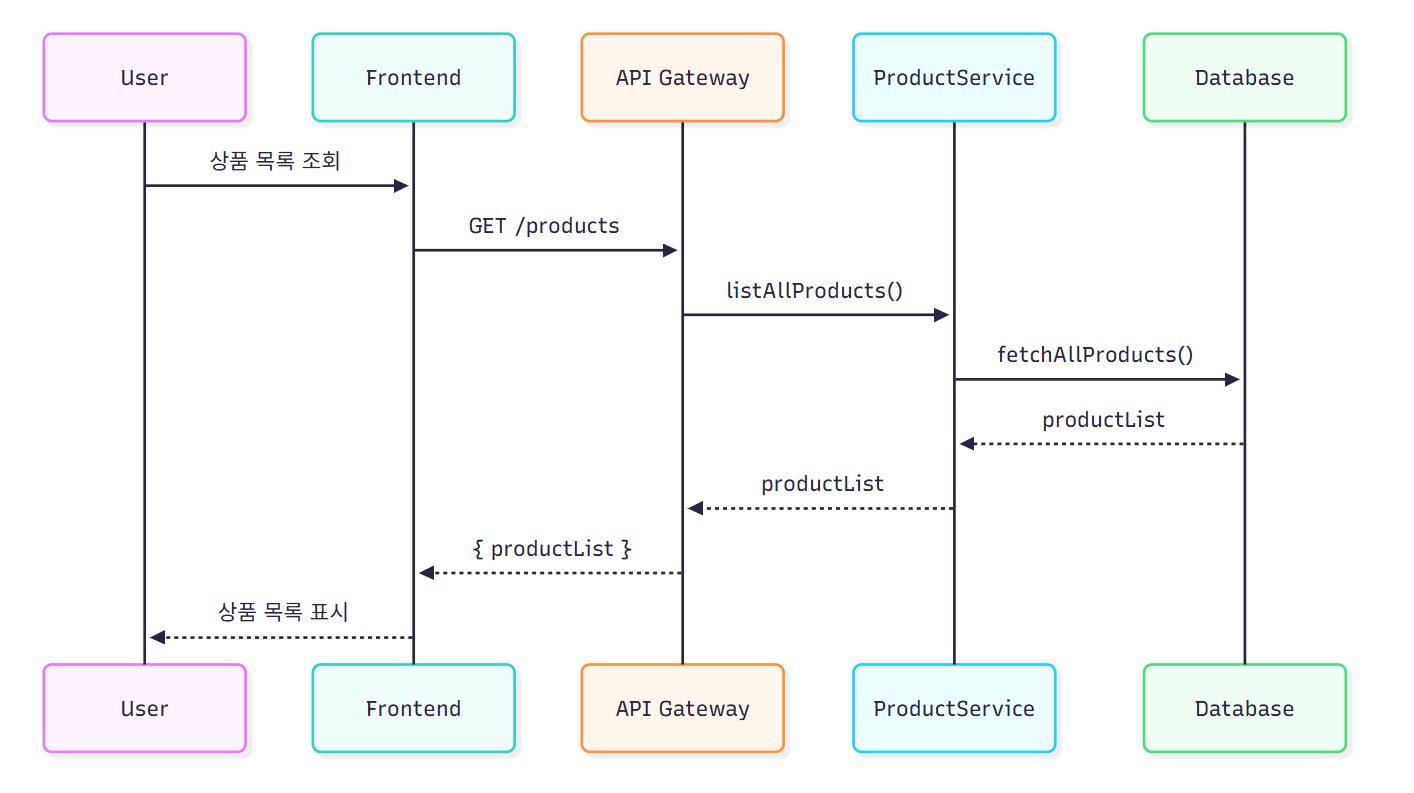 User
Frontend
API Gateway
ProductService
Database
상품 목록 조회
GET /products
listAllProducts()
fetchAllProducts()
productList
productList
{ productList }
상품 목록 표시
User
Frontend
API Gateway
ProductService
Database